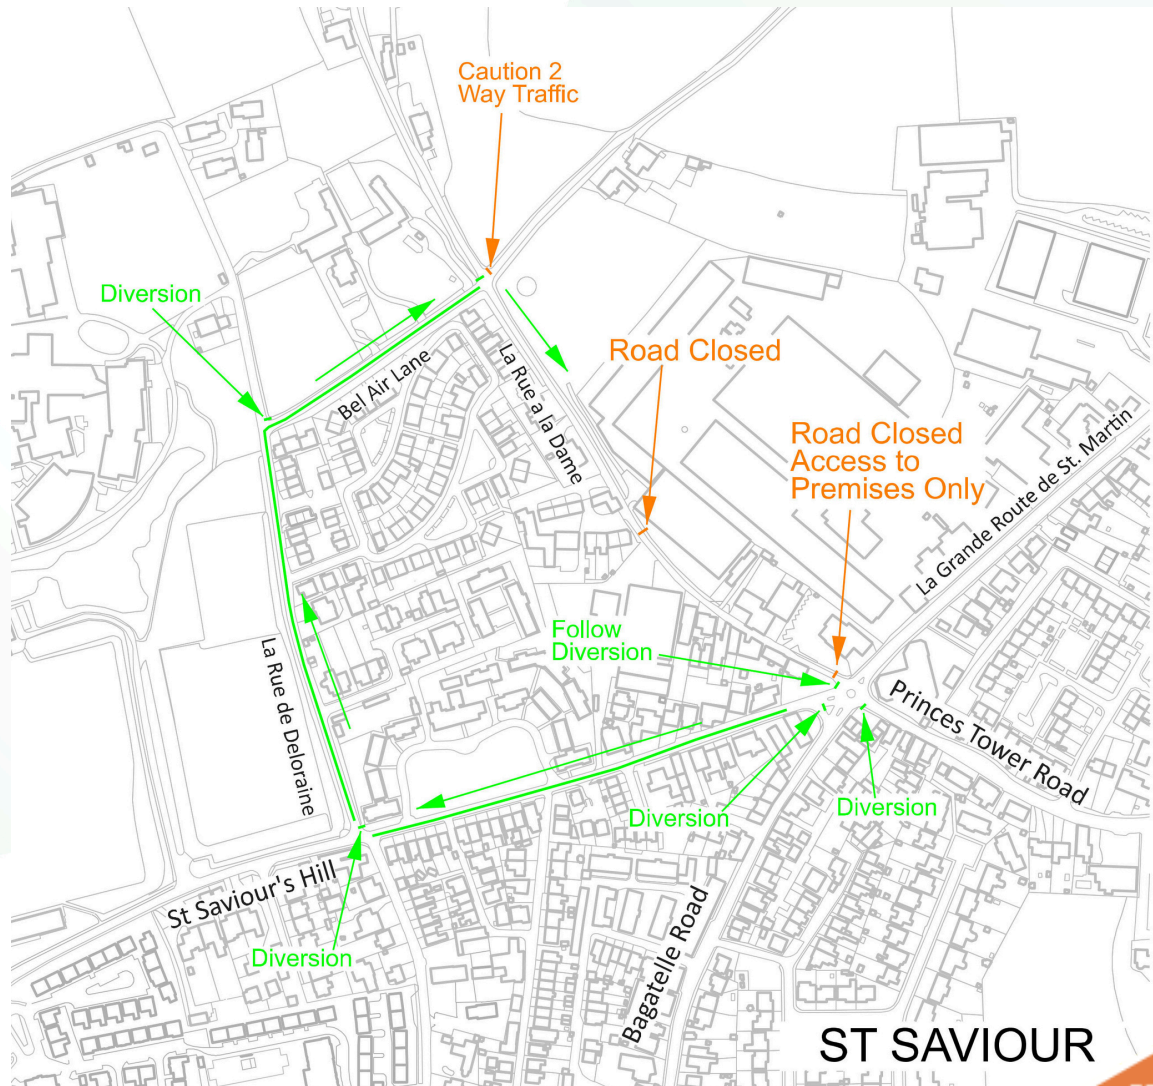 Caution 2
Way Traffic
Diversion
Bel Air Lane
La Rue a la Dame
Road Closed
Road Closed
Access to
Premises Only
La Grande Route de St. Martin
Follow
Diversion
Princes Tower Road
La Rue de Deloraine
Diversion
Diversion
St Saviour's Hill
Diversion
Bagatelle Road
ST SAVIOUR